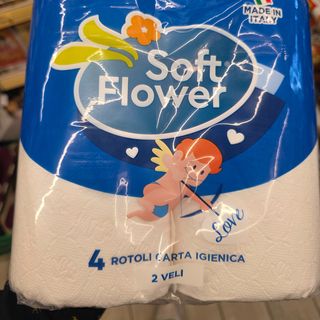 MADE IN
ITALY
Soft
Flower
Love
4 ROTOLI CARTA IGIENICA
2 VELI